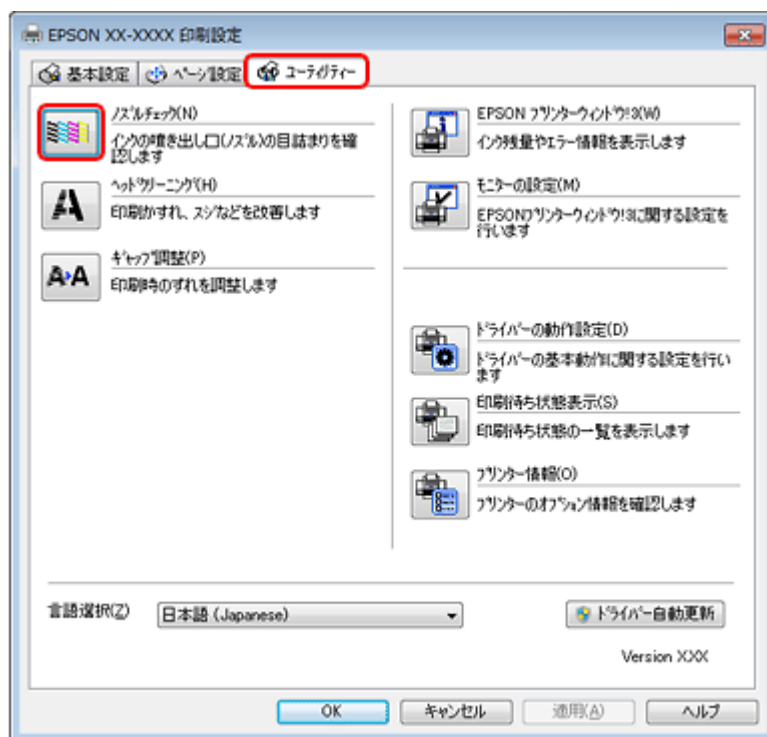 EPSON XX-XXXX 印刷設定
基本設定
ページ設定
ユーティリティー
ノズルチェック(N)
インクの噴き出し口(ノズル)の目詰まりを確
認します
ヘッドクリーニング(H)
印刷かすれ、スジなどを改善します
ギャップ調整(P)
印刷時のずれを調整します
EPSON プリンターウィンドウ!3(W)
インク残量やエラー情報を表示します
モニターの設定(M)
EPSONプリンターウィンドウ!3に関する設定を
行います
ドライバーの動作設定(D)
ドライバーの基本動作に関する設定を行い
ます
印刷待ち状態表示(S)
印刷待ち状態の一覧を表示します
プリンター情報(O)
プリンターのオプション情報を確認します
言語選択(Z)
日本語 (Japanese)
ドライバー自動更新
Version X.XX
OK
キャンセル
適用(A)
ヘルプ